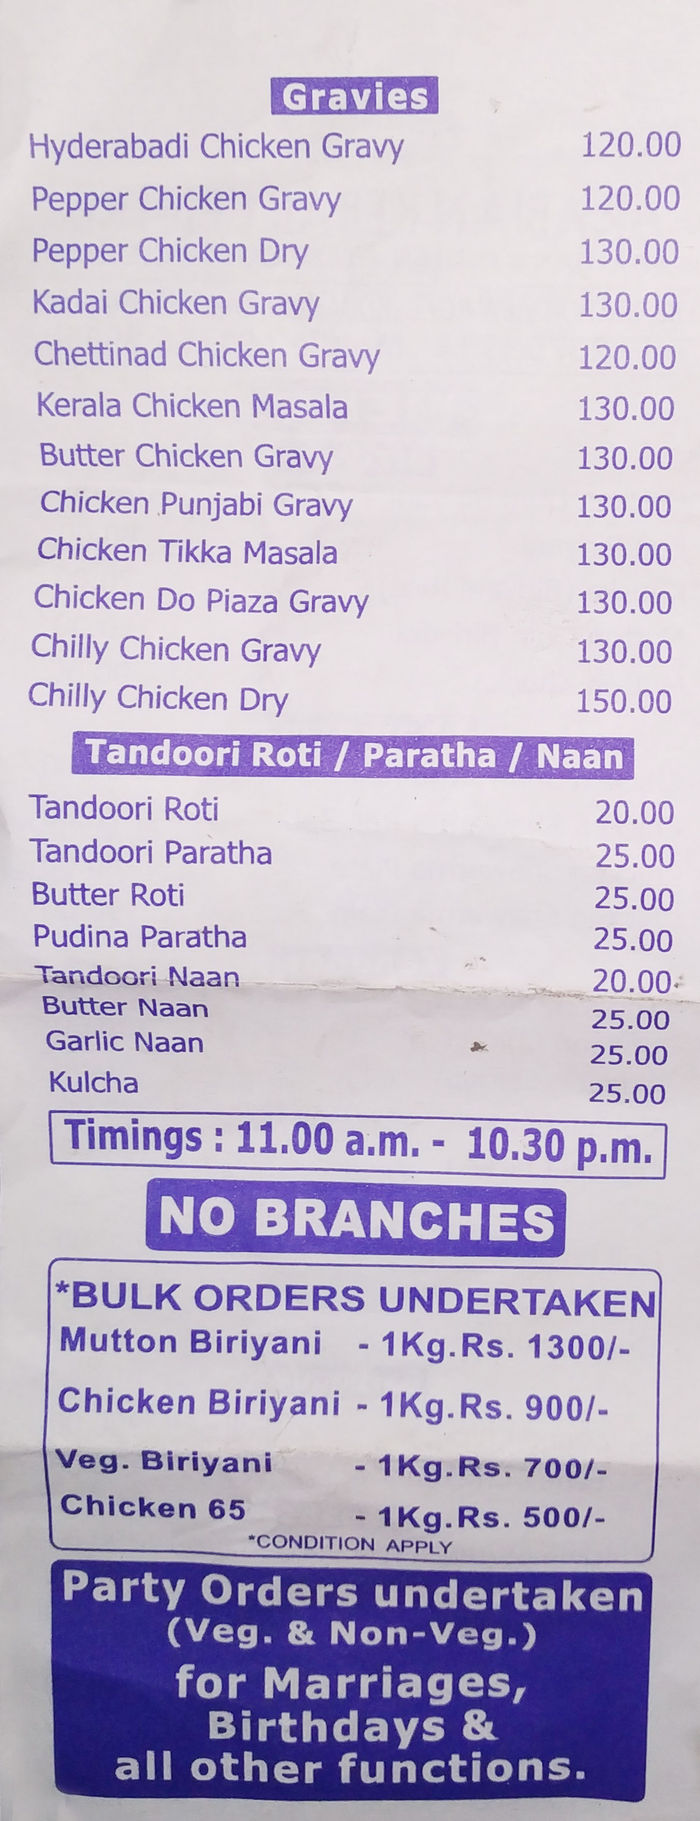 Gravies
Hyderabadi Chicken Gravy 120.00
Pepper Chicken Gravy 120.00
Pepper Chicken Dry 130.00
Kadai Chicken Gravy 130.00
Chettinad Chicken Gravy 120.00
Kerala Chicken Masala 130.00
Butter Chicken Gravy 130.00
Chicken Punjabi Gravy 130.00
Chicken Tikka Masala 130.00
Chicken Do Piaza Gravy 130.00
Chilly Chicken Gravy 130.00
Chilly Chicken Dry 150.00
Tandoori Roti / Paratha / Naan
Tandoori Roti 20.00
Tandoori Paratha 25.00
Butter Roti 25.00
Pudina Paratha 25.00
Tandoori Naan 20.00
Butter Naan 25.00
Garlic Naan 25.00
Kulcha 25.00
Timings : 11.00 a.m. - 10.30 p.m.
NO BRANCHES
*BULK ORDERS UNDERTAKEN
Mutton Biriyani - 1Kg.Rs. 1300/-
Chicken Biriyani - 1Kg.Rs. 900/-
Veg. Biriyani - 1Kg.Rs. 700/-
Chicken 65 - 1Kg.Rs. 500/-
*CONDITION APPLY
Party Orders undertaken
(Veg. & Non-Veg.)
for Marriages,
Birthdays &
all other functions.